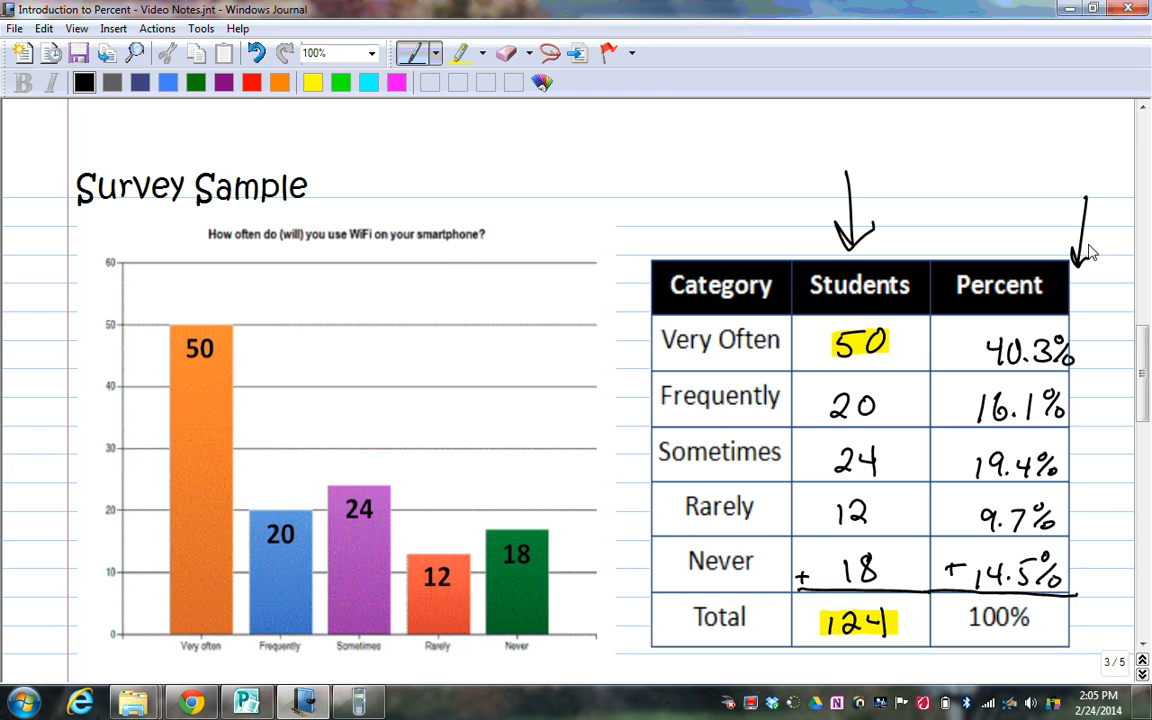 Introduction to Percent - Video Notes.jnt - Windows Journal
File Edit View Insert Actions Tools Help
100%
B I
Survey Sample
How often do (will) you use WiFi on your smartphone?
60
50
40
30
20
10
0
50
20
24
12
18
Very often Frequently Sometimes Rarely Never
Category Students Percent
Very Often 50 40.3%
Frequently 20 16.1%
Sometimes 24 19.4%
Rarely 12 9.7%
Never + 18 + 14.5%
Total 124 100%
3 / 5
2:05 PM
2/24/2014